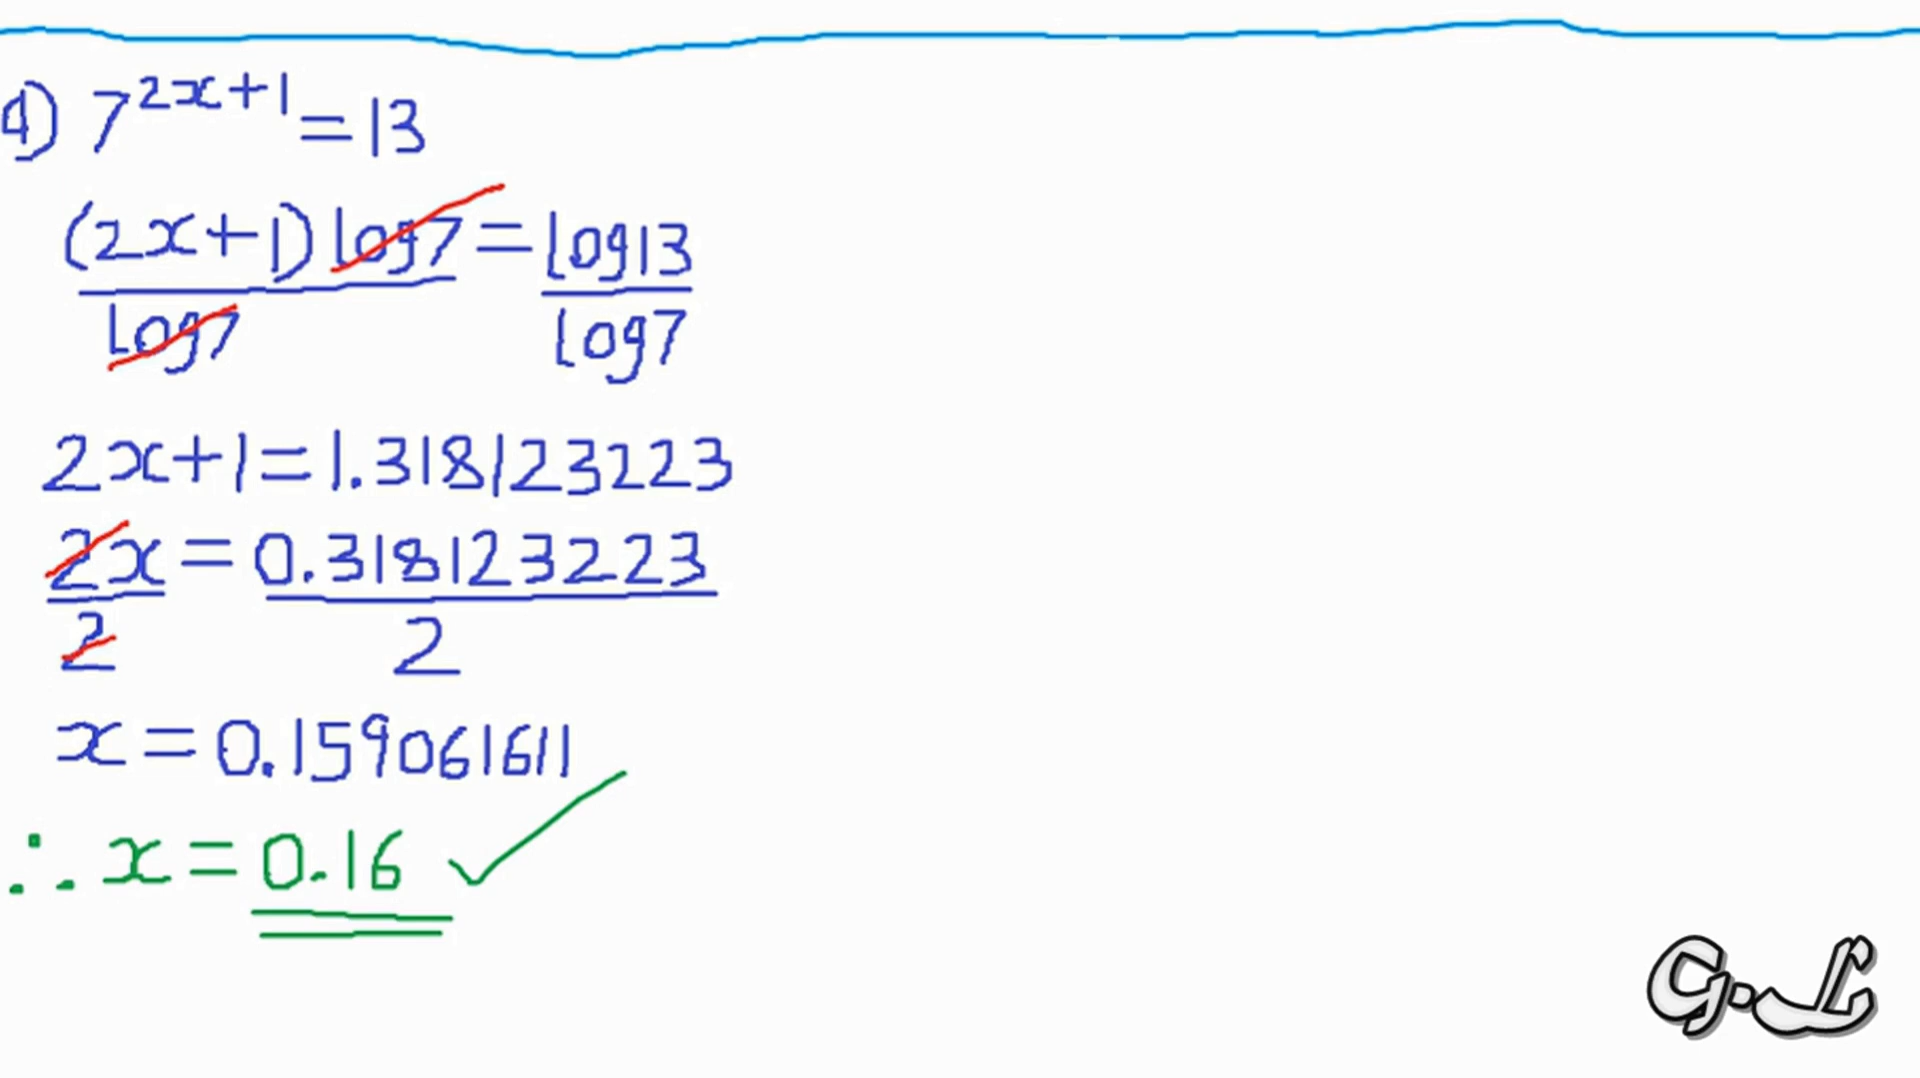 d) 7^{2x+1} = 13
(2x+1) log7 = log13
log7 log7
2x+1 = 1.318123223
2x = 0.318123223
2 2
x = 0.159061611
∴ x = 0.16 ✓
G.L